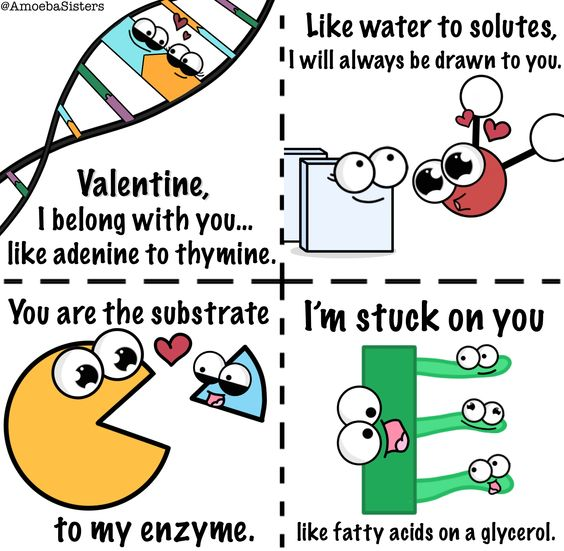 @AmoebaSisters
Valentine,
I belong with you...
like adenine to thymine.
Like water to solutes,
I will always be drawn to you.
You are the substrate
to my enzyme.
I'm stuck on you
like fatty acids on a glycerol.